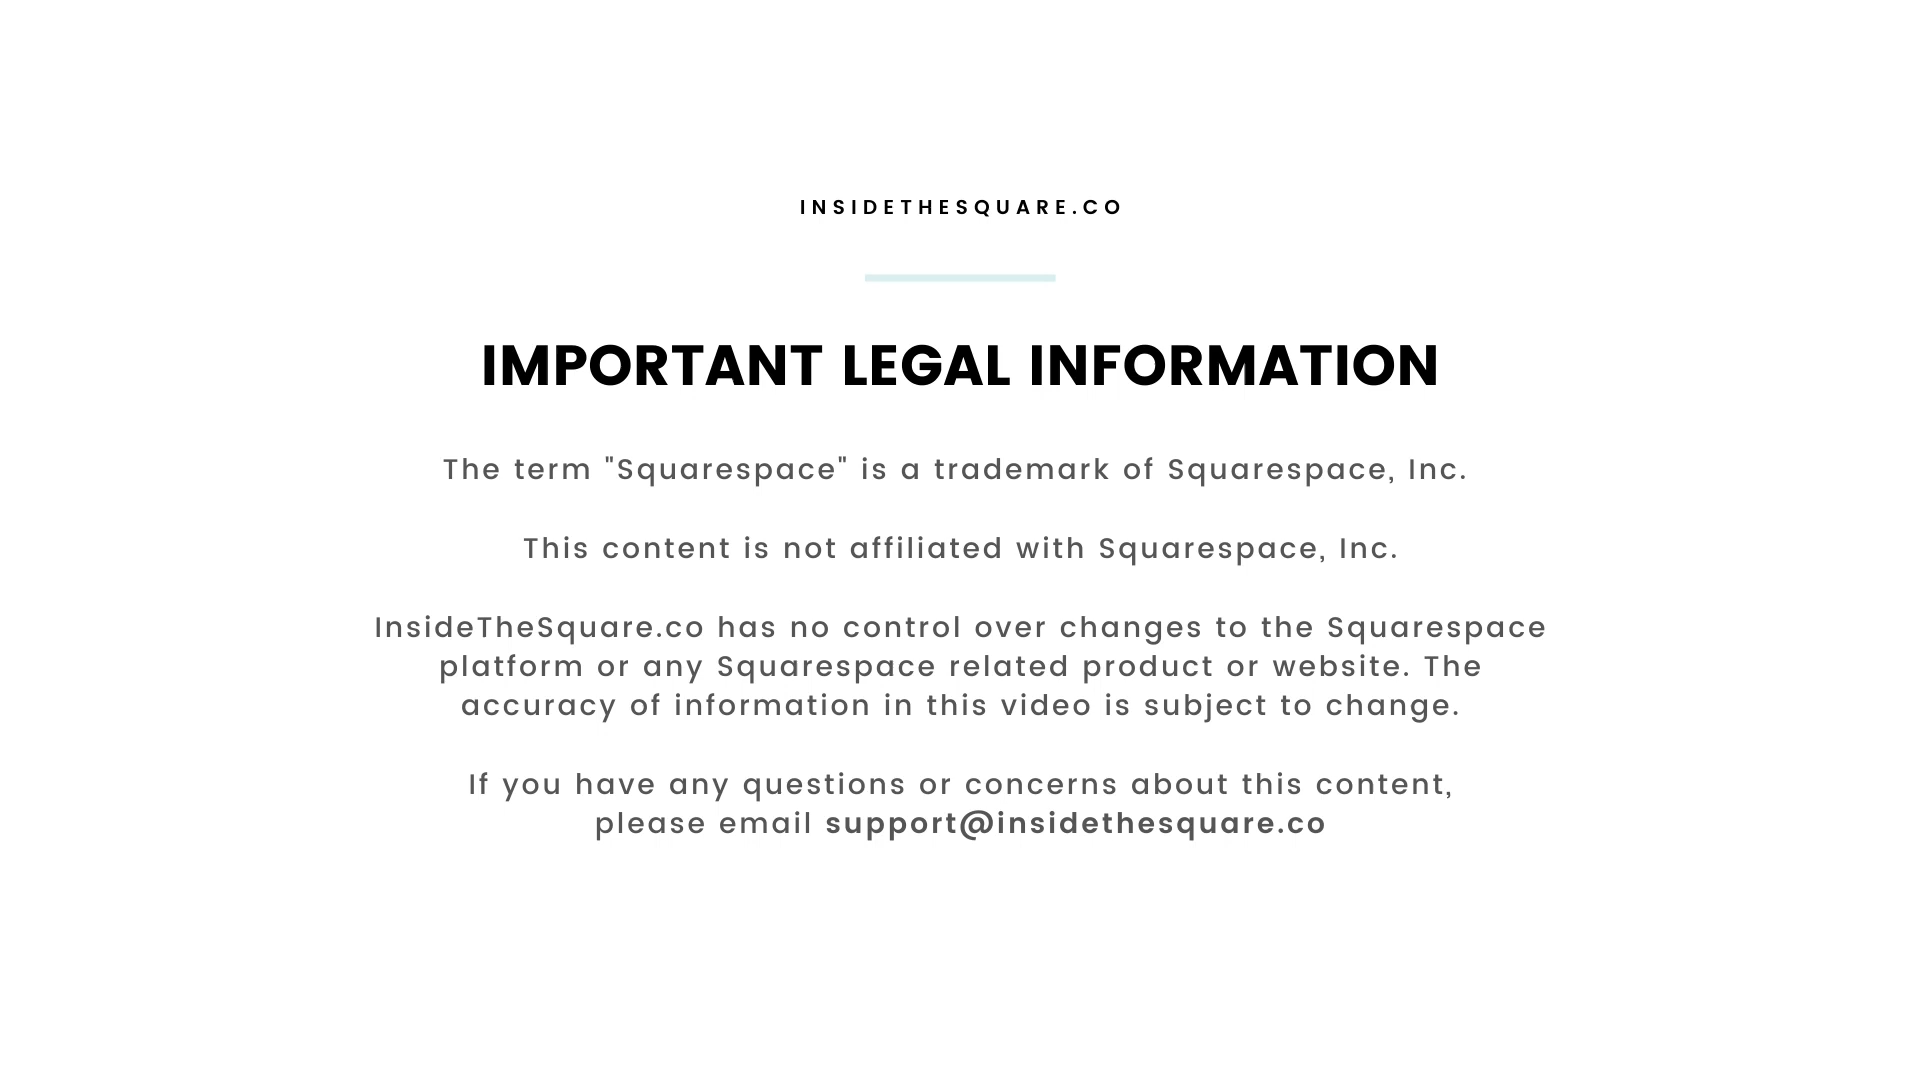 INSIDETHESQUARE.CO
IMPORTANT LEGAL INFORMATION
The term "Squarespace" is a trademark of Squarespace, Inc.
This content is not affiliated with Squarespace, Inc.
InsideTheSquare.co has no control over changes to the Squarespace
platform or any Squarespace related product or website. The
accuracy of information in this video is subject to change.
If you have any questions or concerns about this content,
please email support@insidethesquare.co